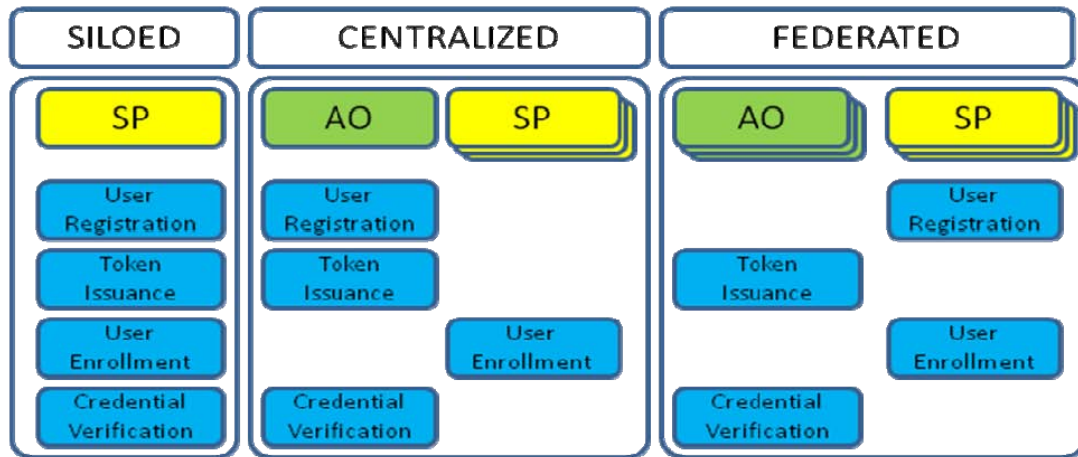 SILOED
CENTRALIZED
FEDERATED
SP
AO
SP
AO
SP
User
Registration
User
Registration
User
Registration
Token
Issuance
Token
Issuance
Token
Issuance
User
Enrollment
User
Enrollment
User
Enrollment
Credential
Verification
Credential
Verification
Credential
Verification